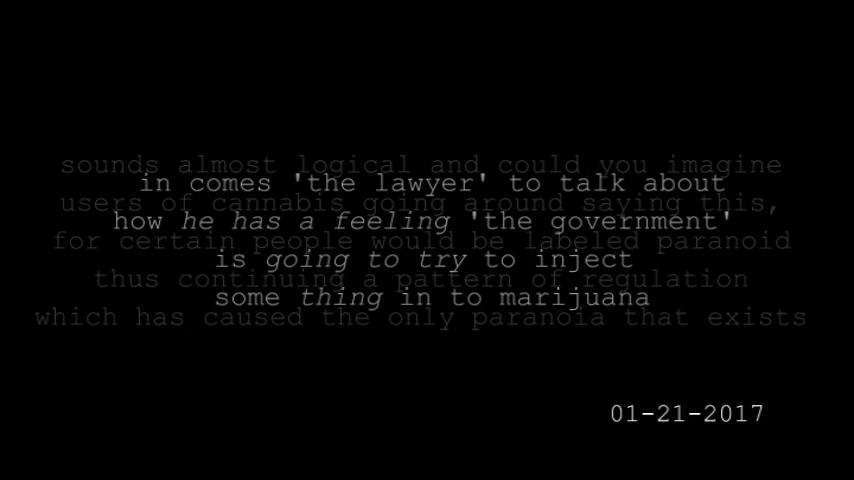 sounds almost logical and could you imagine
in comes 'the lawyer' to talk about
users of cannabis going around saying this,
how he has a feeling 'the government'
for certain people would be labeled paranoid
is going to try to inject
thus continuing a pattern of regulation
some thing in to marijuana
which has caused the only paranoia that exists
01-21-2017